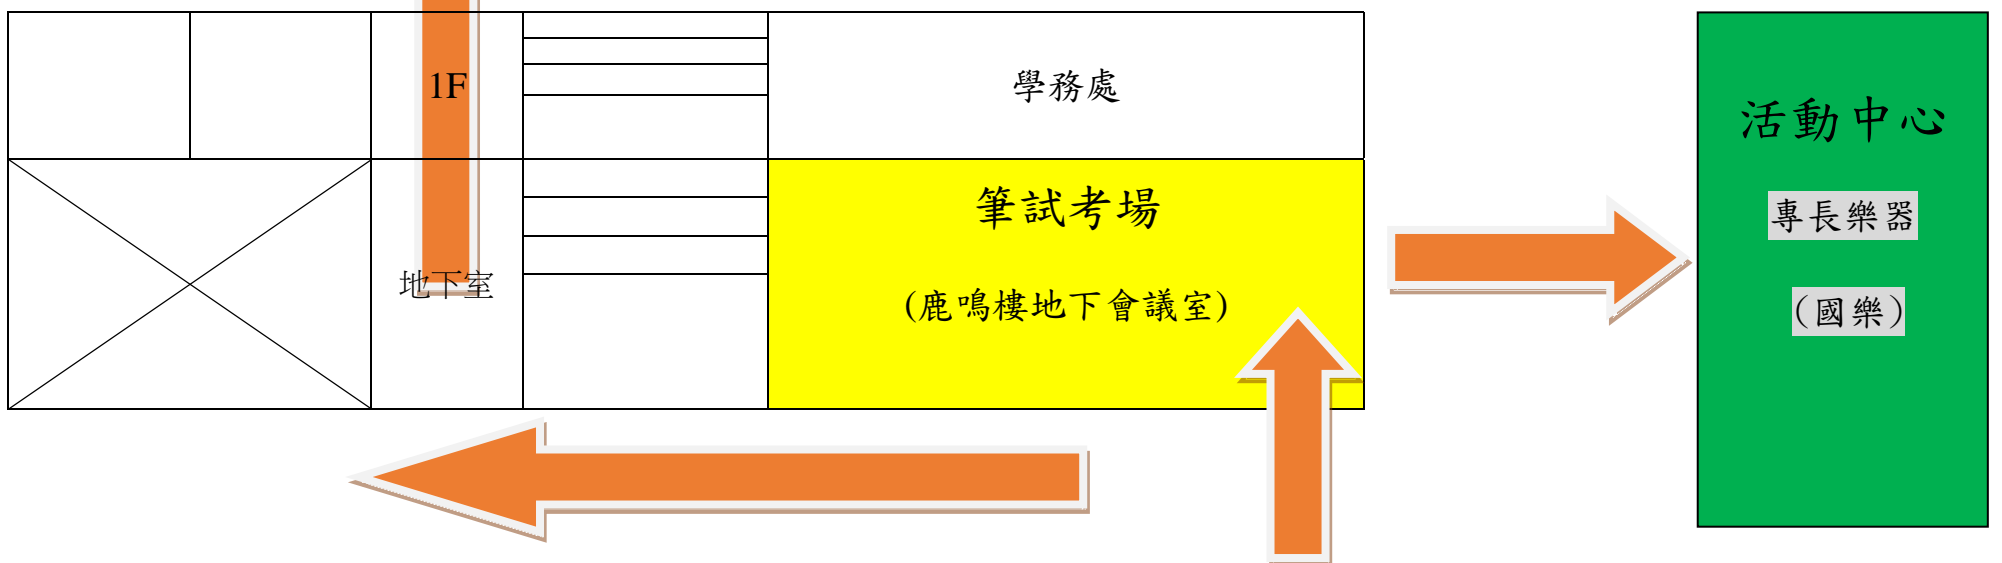 1F
學務處
地下室
筆試考場
(鹿鳴樓地下會議室)
活動中心
專長樂器
(國樂)